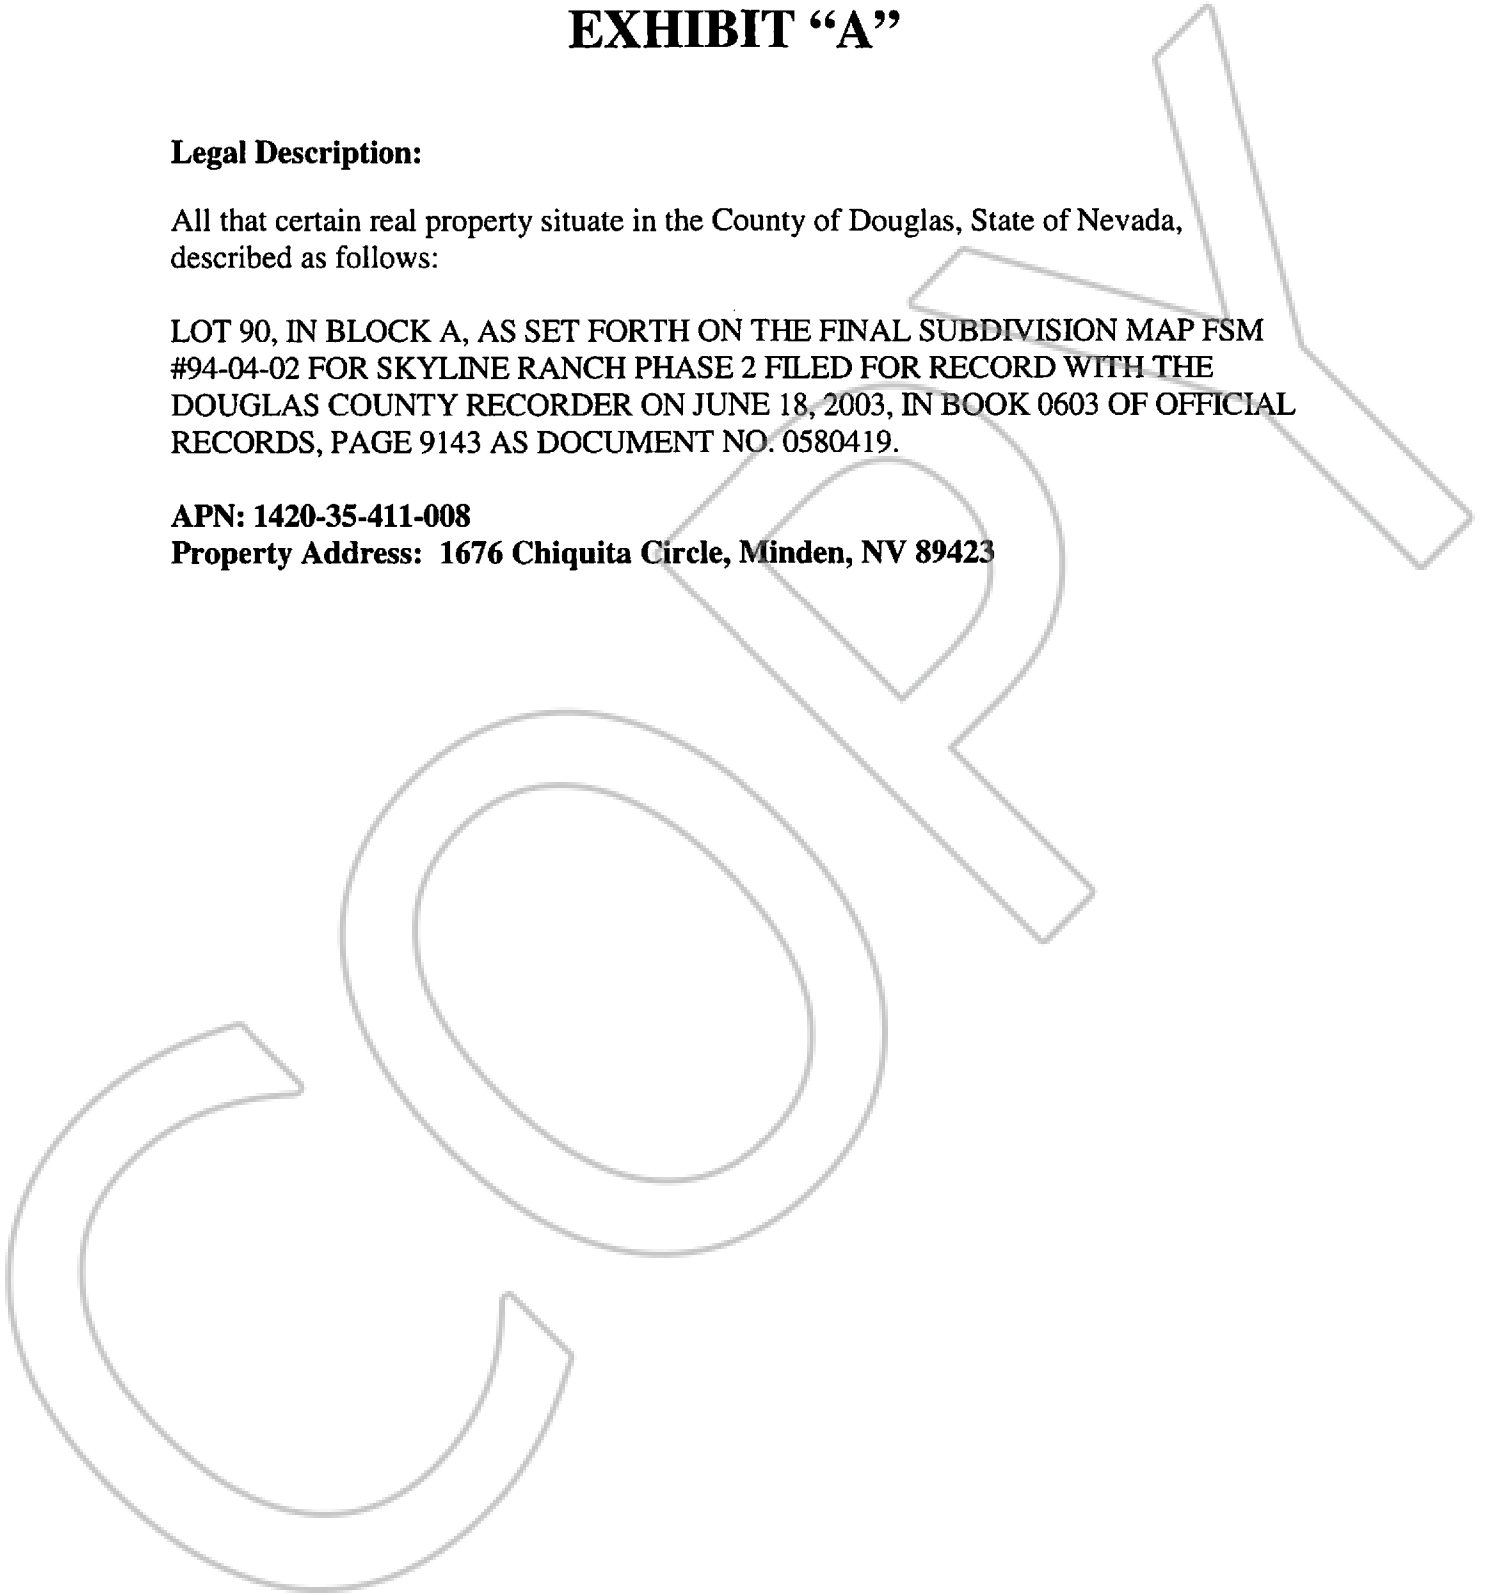 EXHIBIT “A”
Legal Description:
All that certain real property situate in the County of Douglas, State of Nevada,
described as follows:
LOT 90, IN BLOCK A, AS SET FORTH ON THE FINAL SUBDIVISION MAP FSM
#94-04-02 FOR SKYLINE RANCH PHASE 2 FILED FOR RECORD WITH THE
DOUGLAS COUNTY RECORDER ON JUNE 18, 2003, IN BOOK 0603 OF OFFICIAL
RECORDS, PAGE 9143 AS DOCUMENT NO. 0580419.
APN: 1420-35-411-008
Property Address: 1676 Chiquita Circle, Minden, NV 89423
COPY